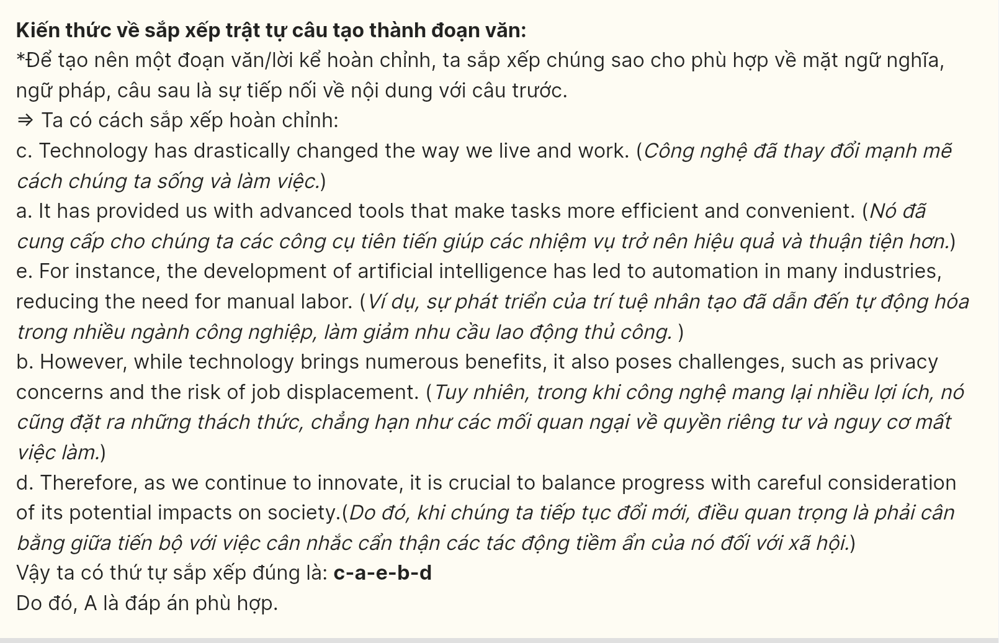 Kiến thức về sắp xếp trật tự câu tạo thành đoạn văn:
*Để tạo nên một đoạn văn/lời kể hoàn chỉnh, ta sắp xếp chúng sao cho phù hợp về mặt ngữ nghĩa,
ngữ pháp, câu sau là sự tiếp nối về nội dung với câu trước.
⇒ Ta có cách sắp xếp hoàn chỉnh:
c. Technology has drastically changed the way we live and work. (Công nghệ đã thay đổi mạnh mẽ
cách chúng ta sống và làm việc.)
a. It has provided us with advanced tools that make tasks more efficient and convenient. (Nó đã
cung cấp cho chúng ta các công cụ tiên tiến giúp các nhiệm vụ trở nên hiệu quả và thuận tiện hơn.)
e. For instance, the development of artificial intelligence has led to automation in many industries,
reducing the need for manual labor. (Ví dụ, sự phát triển của trí tuệ nhân tạo đã dẫn đến tự động hóa
trong nhiều ngành công nghiệp, làm giảm nhu cầu lao động thủ công. )
b. However, while technology brings numerous benefits, it also poses challenges, such as privacy
concerns and the risk of job displacement. (Tuy nhiên, trong khi công nghệ mang lại nhiều lợi ích, nó
cũng đặt ra những thách thức, chẳng hạn như các mối quan ngại về quyền riêng tư và nguy cơ mất
việc làm.)
d. Therefore, as we continue to innovate, it is crucial to balance progress with careful consideration
of its potential impacts on society.(Do đó, khi chúng ta tiếp tục đổi mới, điều quan trọng là phải cân
bằng giữa tiến bộ với việc cân nhắc cẩn thận các tác động tiềm ẩn của nó đối với xã hội.)
Vậy ta có thứ tự sắp xếp đúng là: c-a-e-b-d
Do đó, A là đáp án phù hợp.